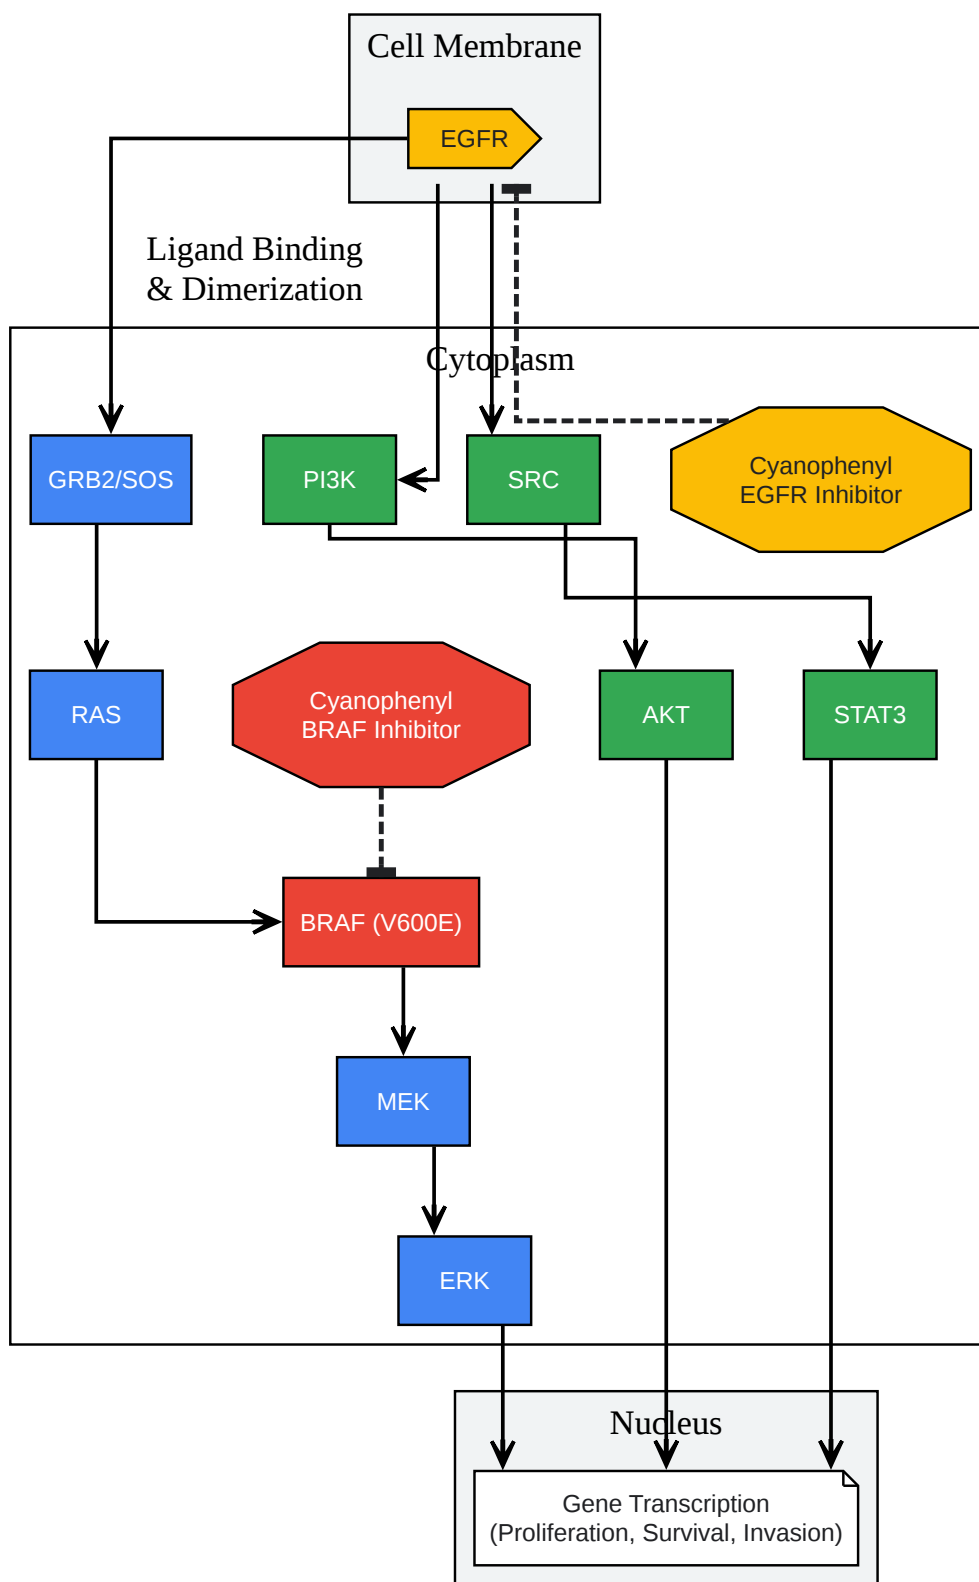 Cell Membrane
EGFR
Ligand Binding
& Dimerization
Cytoplasm
GRB2/SOS
PI3K
SRC
Cyanophenyl
EGFR Inhibitor
RAS
Cyanophenyl
BRAF Inhibitor
AKT
STAT3
BRAF (V600E)
MEK
ERK
Nucleus
Gene Transcription
(Proliferation, Survival, Invasion)